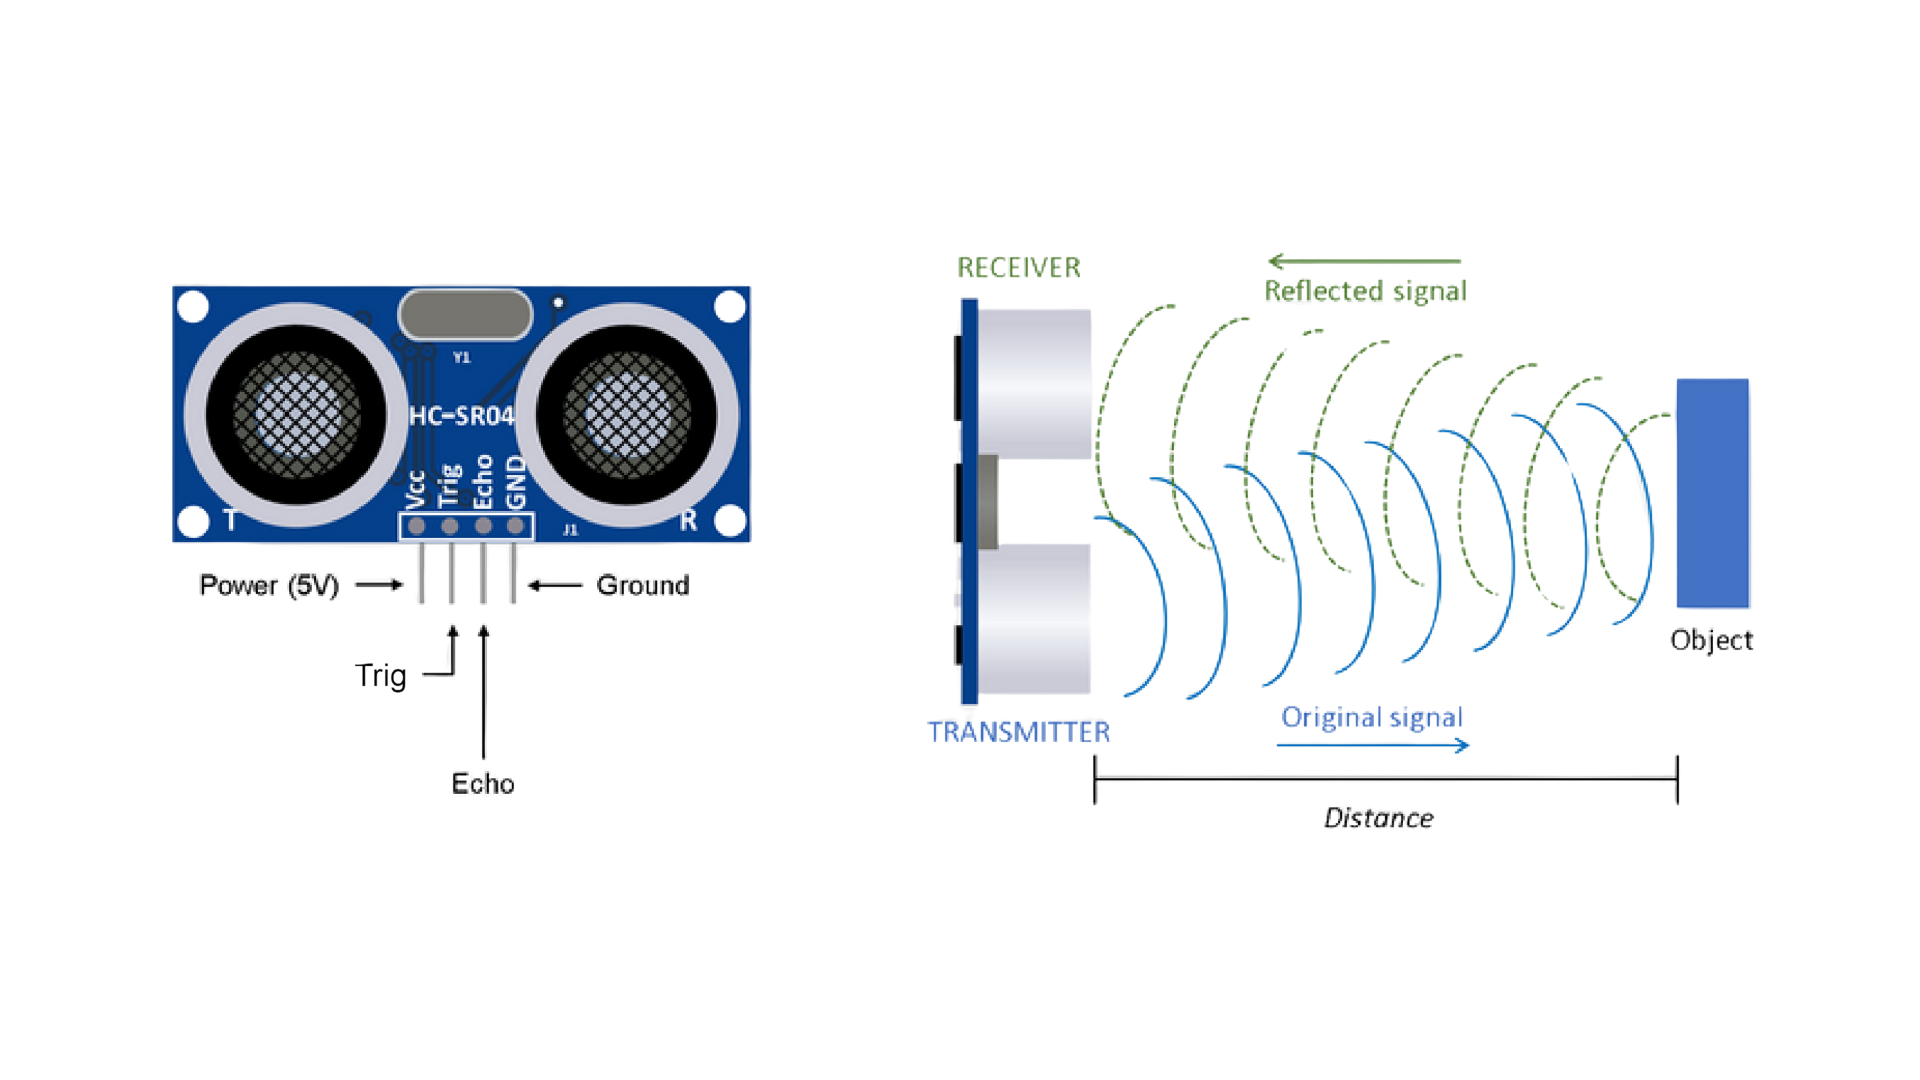 Y1
HC-SR04
Vcc
Trig
Echo
GND
T
J1
R
Power (5V)
Ground
Trig
Echo
RECEIVER
Reflected signal
Object
Original signal
TRANSMITTER
Distance